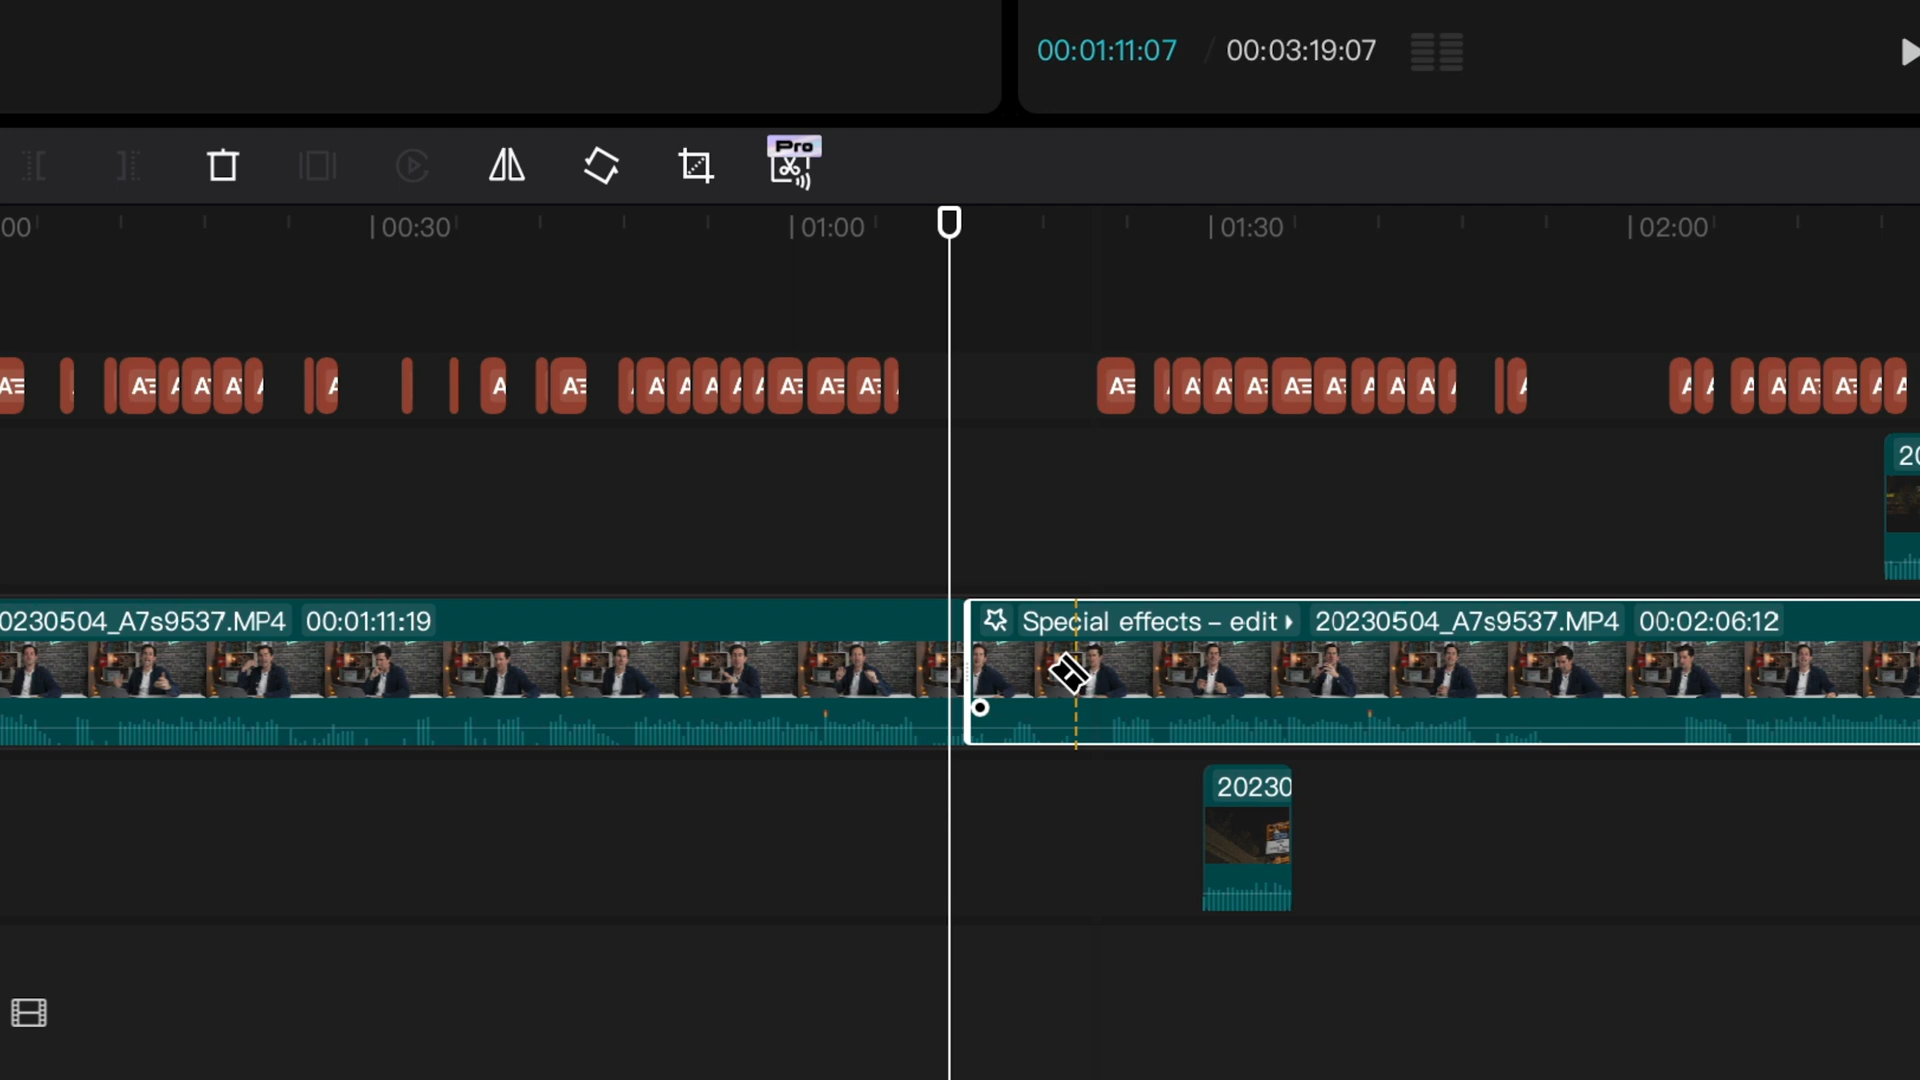 00:01:11:07 / 00:03:19:07
Pro
00 00:30 01:00 01:30 02:00
A A A A A A A A A A A A A A A A A A A A A A A A A A A A A A A A A A A A A
20
0230504_A7s9537.MP4 00:01:11:19 Special effects – edit 20230504_A7s9537.MP4 00:02:06:12
20230